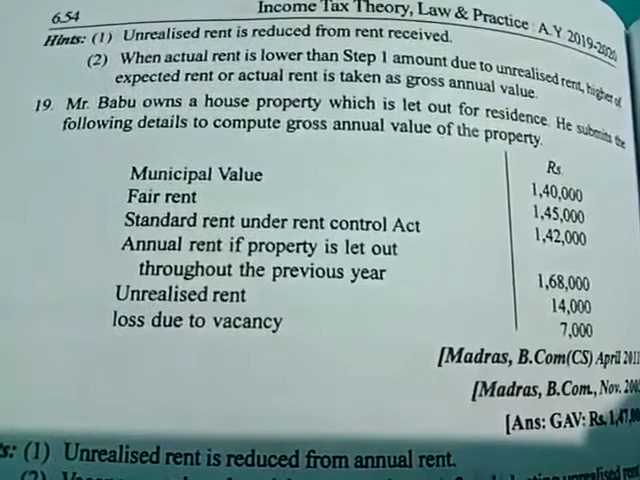 6.54
Income Tax Theory, Law & Practice : A.Y 2019-2020
Hints: (1) Unrealised rent is reduced from rent received.
(2) When actual rent is lower than Step 1 amount due to unrealised rent, higher of
expected rent or actual rent is taken as gross annual value.
19. Mr. Babu owns a house property which is let out for residence. He submits the
following details to compute gross annual value of the property.
Rs.
Municipal Value 1,40,000
Fair rent 1,45,000
Standard rent under rent control Act 1,42,000
Annual rent if property is let out
throughout the previous year 1,68,000
Unrealised rent 14,000
loss due to vacancy 7,000
[Madras, B.Com(CS) April 2011
[Madras, B.Com., Nov.
[Ans: GAV: Rs.
(1) Unrealised rent is reduced from annual rent.
(2)